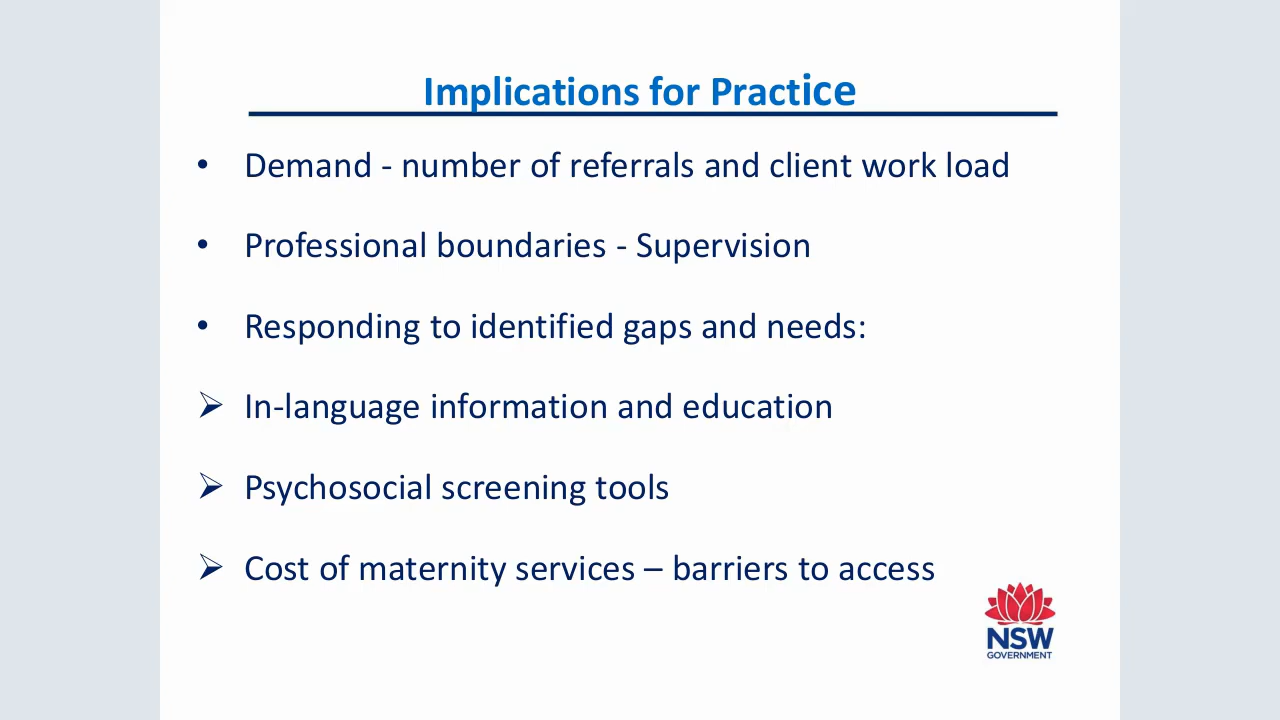 Implications for Practice
• Demand - number of referrals and client work load
• Professional boundaries - Supervision
• Responding to identified gaps and needs:
➢ In-language information and education
➢ Psychosocial screening tools
➢ Cost of maternity services – barriers to access
NSW
GOVERNMENT